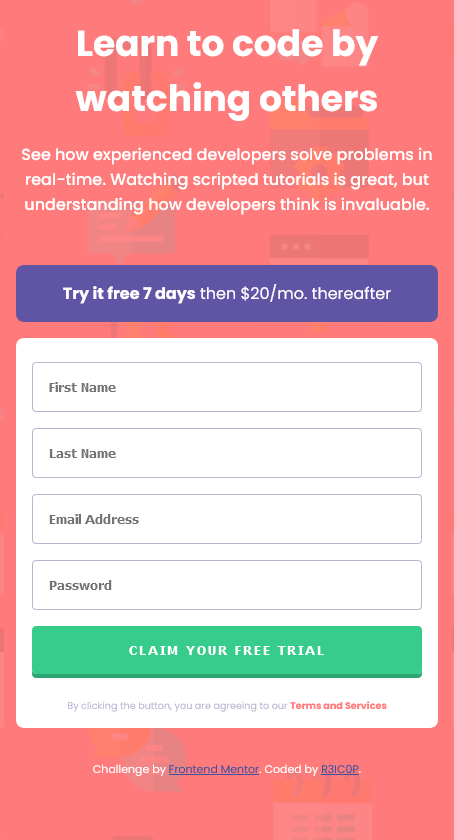 Learn to code by
watching others
See how experienced developers solve problems in
real-time. Watching scripted tutorials is great, but
understanding how developers think is invaluable.
Try it free 7 days then $20/mo. thereafter
First Name
Last Name
Email Address
Password
CLAIM YOUR FREE TRIAL
By clicking the button, you are agreeing to our Terms and Services
Challenge by Frontend Mentor. Coded by R3IC0P.